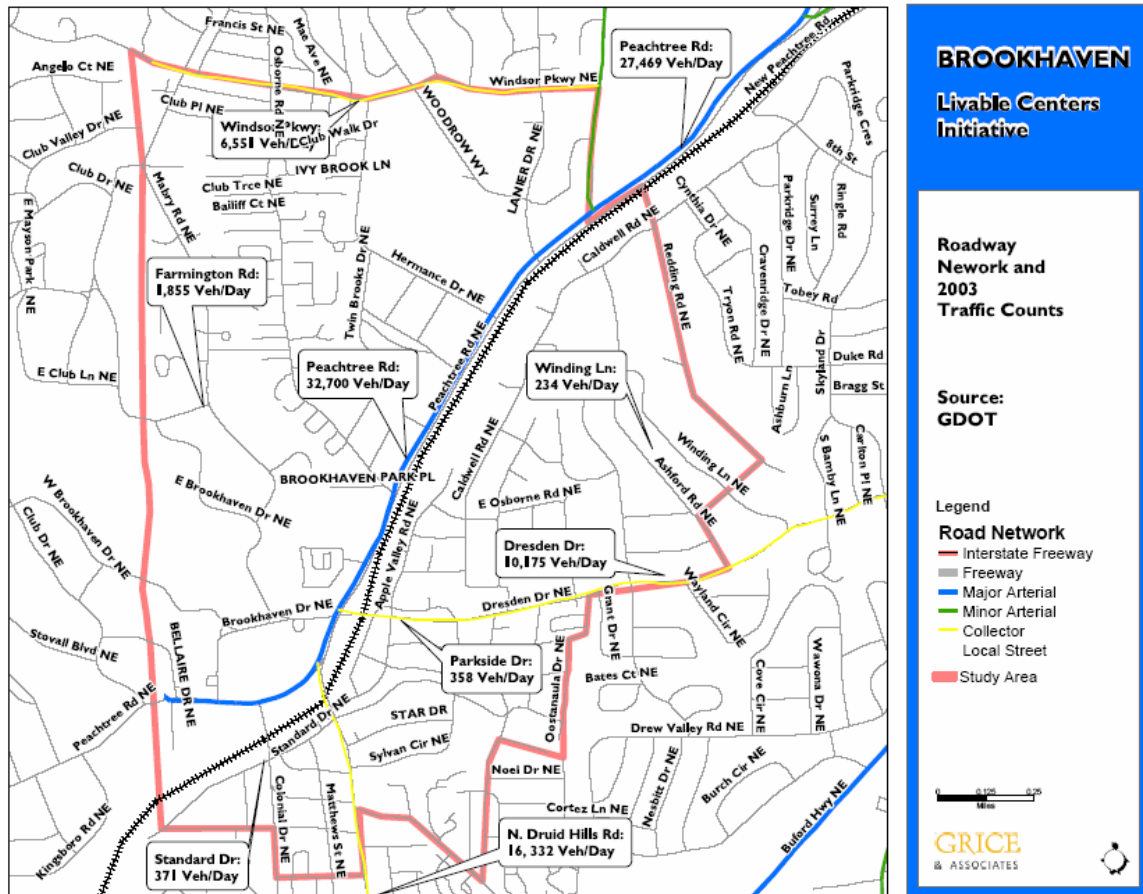 Francis St NE
Mae Ave NE
Osborne Rd NE
Angelo Ct NE
Peachtree Rd:
27,469 Veh/Day
New Peachtree Rd
Windsor Pkwy NE
Club Pl NE
WOODROW WY
Parkridge Cres
Windsor Pkwy:
6,551 Veh/Day
Club Walk Dr
Club Valley Dr NE
8th St
IVY BROOK LN
LANIER DR NE
Club Dr NE
Club Trce NE
Bailiff Ct NE
Mabry Rd NE
E Mayson Park NE
Cynthia Dr NE
Parkridge Dr NE
Surrey Ln
Ringle Rd
Caldwell Rd NE
Redding Rd NE
Cravenridge Dr NE
Tryon Rd NE
Tobey Rd
Hermance Dr NE
Twin Brooks Dr NE
Farmington Rd:
1,855 Veh/Day
Skyland Dr
Duke Rd
Bragg St
Ashburn Ln
E Club Ln NE
Peachtree Rd:
32,700 Veh/Day
Peachtree Rd NE
Winding Ln:
234 Veh/Day
Winding Ln NE
Ashford Rd NE
S Bamby Ln NE
Carlton Pl NE
BROOKHAVEN PARK PL
Caldwell Rd NE
E Brookhaven Dr NE
E Osborne Rd NE
W Brookhaven Dr NE
Club Dr NE
Apple Valley Rd NE
Dresden Dr:
10,175 Veh/Day
Dresden Dr NE
Wayland Cir NE
Grant Dr NE
Brookhaven Dr NE
Stovall Blvd NE
BELLAIRE DR NE
Parkside Dr:
358 Veh/Day
Bates Ct NE
Oostanaula Dr NE
Cove Cir NE
Wawona Dr NE
Peachtree Rd NE
Standard Dr NE
STAR DR
Sylvan Cir NE
Drew Valley Rd NE
Noel Dr NE
Nesbitt Dr NE
Burch Cir NE
Cortez Ln NE
Buford Hwy NE
Colonial Dr NE
Matthews St NE
Kingsboro Rd NE
Standard Dr:
371 Veh/Day
N. Druid Hills Rd:
16, 332 Veh/Day
BROOKHAVEN
Livable Centers
Initiative
Roadway
Nework and
2003
Traffic Counts
Source:
GDOT
Legend
Road Network
Interstate Freeway
Freeway
Major Arterial
Minor Arterial
Collector
Local Street
Study Area
0 0.125 0.25
Miles
GRICE
& ASSOCIATES